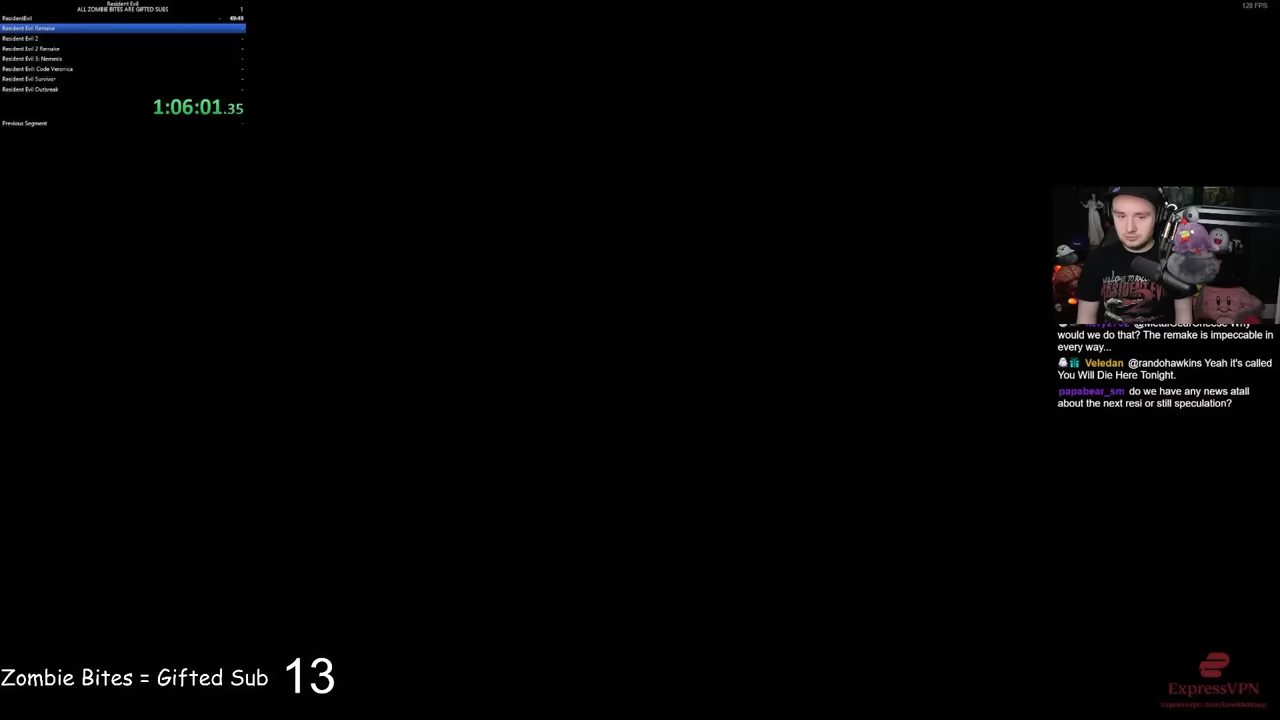 Resident Evil
ALL ZOMBIE BITES ARE GIFTED SUBS 1
ResidentEvil - 49:49
Resident Evil Remake -
Resident Evil 2 -
Resident Evil 2 Remake -
Resident Evil 3: Nemesis -
Resident Evil: Code Veronica -
Resident Evil Survivor -
Resident Evil Outbreak -
1:06:01.35
Previous Segment -
120 FPS
RESIDENT EVIL
would we do that? The remake is impeccable in
every way...
Veledan @randohawkins Yeah it's called
You Will Die Here Tonight.
papabear_sm do we have any news atall
about the next resi or still speculation?
Zombie Bites = Gifted Sub 13
ExpressVPN